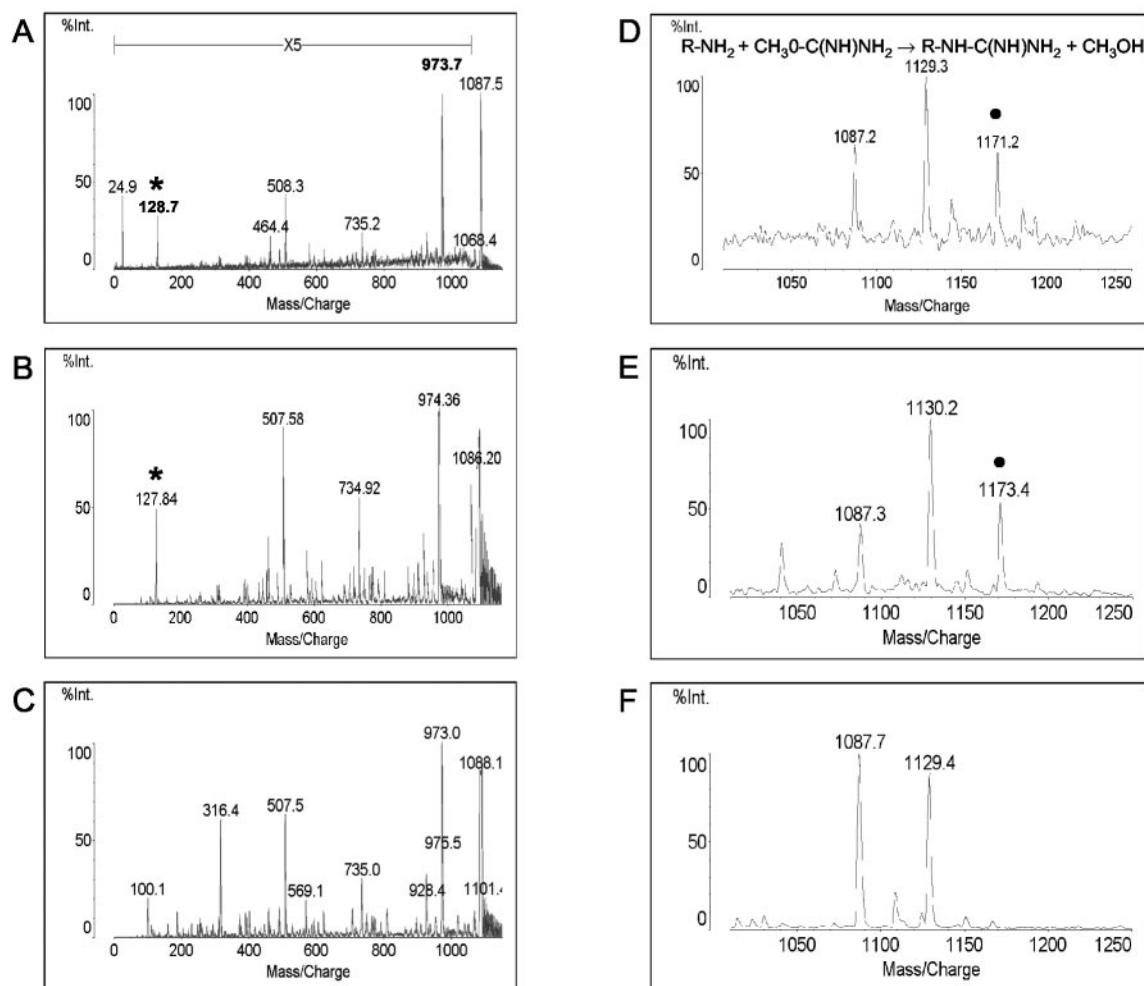 A
%Int.
X5
973.7
1087.5
100
50
0
24.9
*
128.7
464.4
508.3
735.2
1068.4
0 200 400 600 800 1000
Mass/Charge
B
%Int.
974.36
507.58
100
1086.20
*
127.84
734.92
50
0
0 200 400 600 800 1000
Mass/Charge
C
%Int.
973.0
1088.1
100
316.4
507.5
975.5
50
100.1
569.1
735.0
928.4
1101.4
0
0 200 400 600 800 1000
Mass/Charge
D
%Int.
R-NH2 + CH30-C(NH)NH2 → R-NH-C(NH)NH2 + CH3OH
1129.3
100
●
1087.2
1171.2
50
0
1050 1100 1150 1200 1250
Mass/Charge
E
%Int.
1130.2
100
●
1173.4
1087.3
50
0
1050 1100 1150 1200 1250
Mass/Charge
F
%Int.
1087.7
1129.4
100
50
0
1050 1100 1150 1200 1250
Mass/Charge